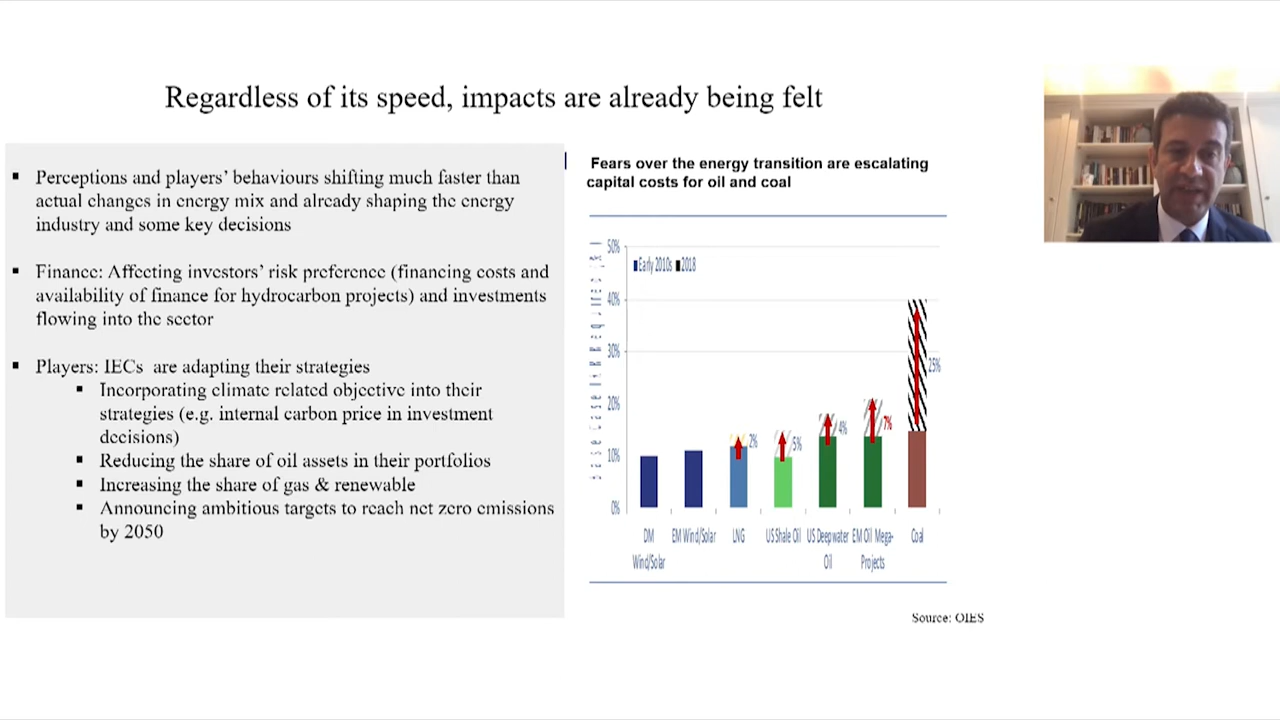 Regardless of its speed, impacts are already being felt
▪ Perceptions and players' behaviours shifting much faster than
actual changes in energy mix and already shaping the energy
industry and some key decisions
▪ Finance: Affecting investors' risk preference (financing costs and
availability of finance for hydrocarbon projects) and investments
flowing into the sector
▪ Players: IECs are adapting their strategies
▪ Incorporating climate related objective into their
strategies (e.g. internal carbon price in investment
decisions)
▪ Reducing the share of oil assets in their portfolios
▪ Increasing the share of gas & renewable
▪ Announcing ambitious targets to reach net zero emissions
by 2050
Fears over the energy transition are escalating
capital costs for oil and coal
50%
Early 2010s 2018
40%
30%
25%
20%
7%
4%
5%
2%
10%
0%
DM
Wind/Solar
EM Wind/Solar
LNG
US Shale Oil
US Deepwater
Oil
EM Oil Mega-
Projects
Coal
Source: OIES